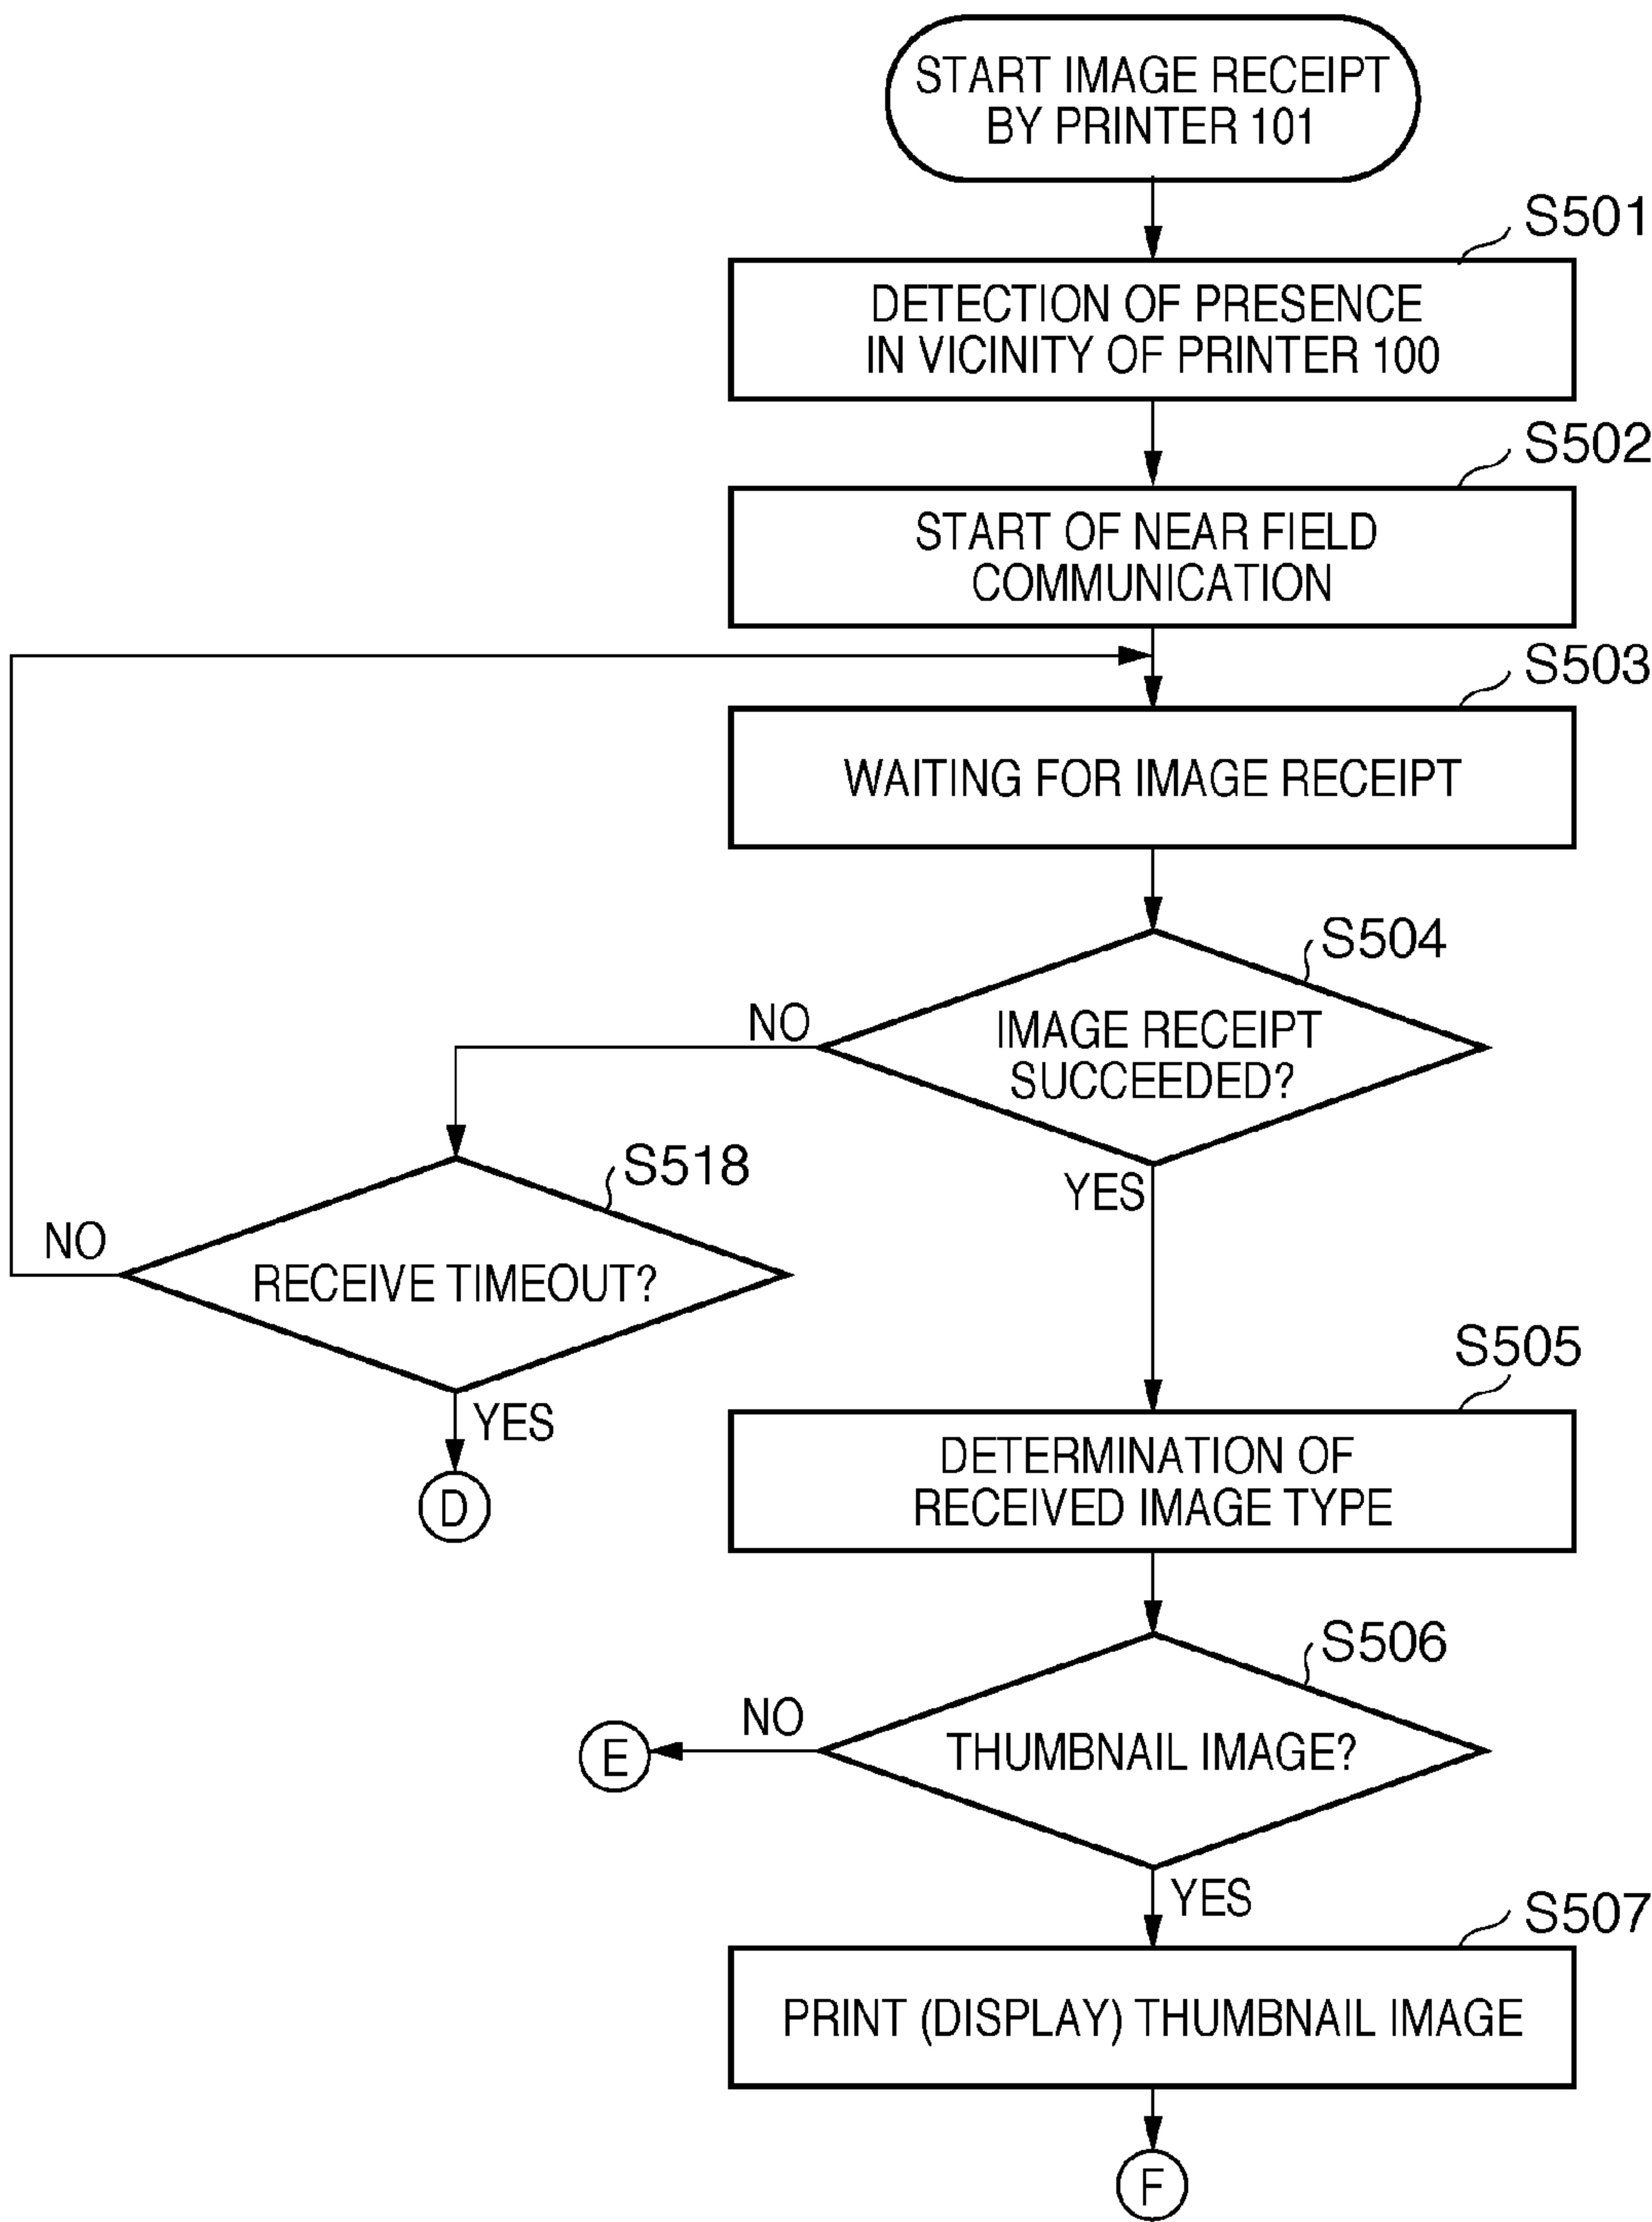 START IMAGE RECEIPT
BY PRINTER 101
S501
DETECTION OF PRESENCE
IN VICINITY OF PRINTER 100
S502
START OF NEAR FIELD
COMMUNICATION
S503
WAITING FOR IMAGE RECEIPT
S504
NO
IMAGE RECEIPT
SUCCEEDED?
YES
S518
NO
RECEIVE TIMEOUT?
YES
D
S505
DETERMINATION OF
RECEIVED IMAGE TYPE
S506
NO
E
THUMBNAIL IMAGE?
YES
S507
PRINT (DISPLAY) THUMBNAIL IMAGE
F